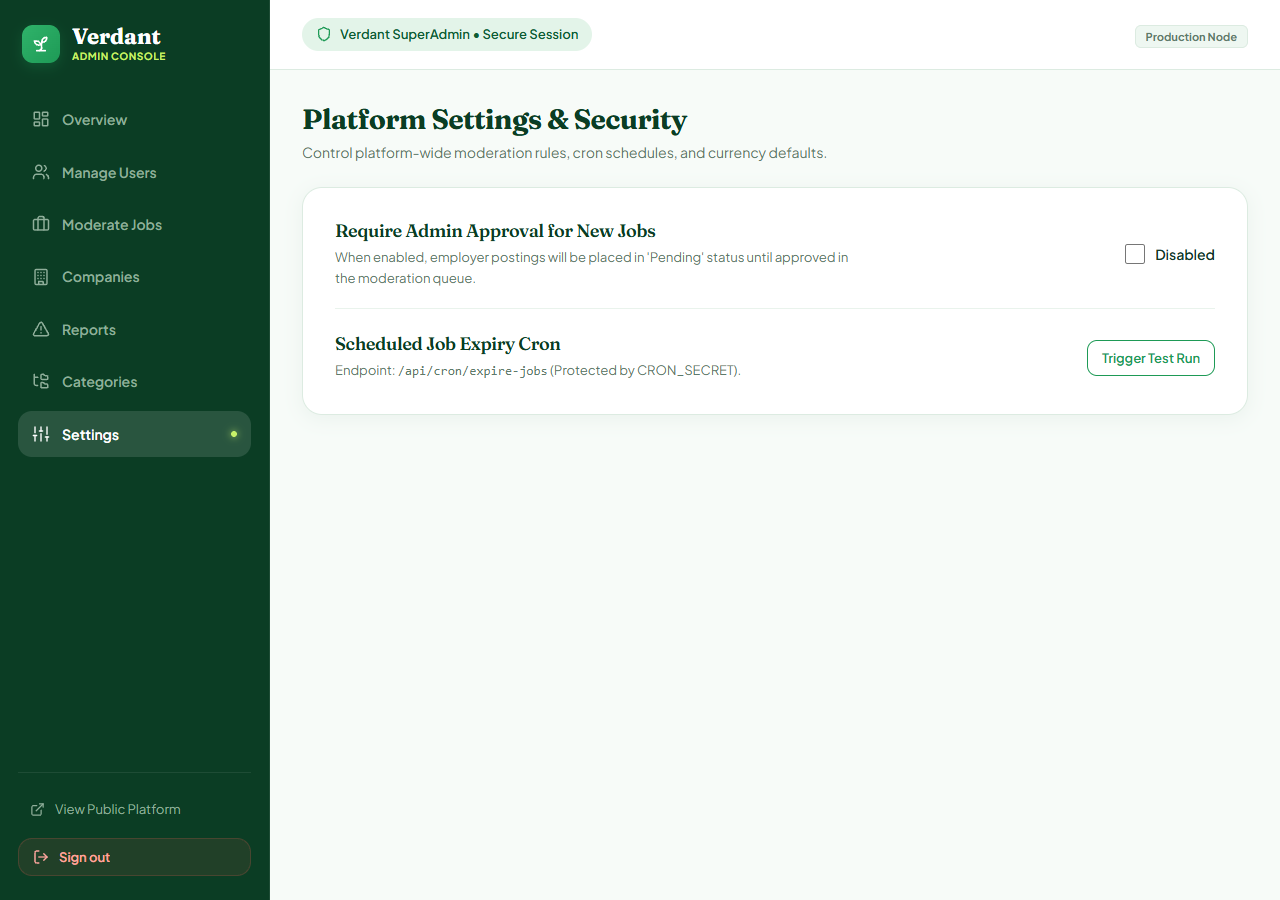 Verdant
ADMIN CONSOLE
Overview
Manage Users
Moderate Jobs
Companies
Reports
Categories
Settings
View Public Platform
Sign out
Verdant SuperAdmin • Secure Session
Production Node
Platform Settings & Security
Control platform-wide moderation rules, cron schedules, and currency defaults.
Require Admin Approval for New Jobs
When enabled, employer postings will be placed in 'Pending' status until approved in
the moderation queue.
Disabled
Scheduled Job Expiry Cron
Endpoint: /api/cron/expire-jobs (Protected by CRON_SECRET).
Trigger Test Run